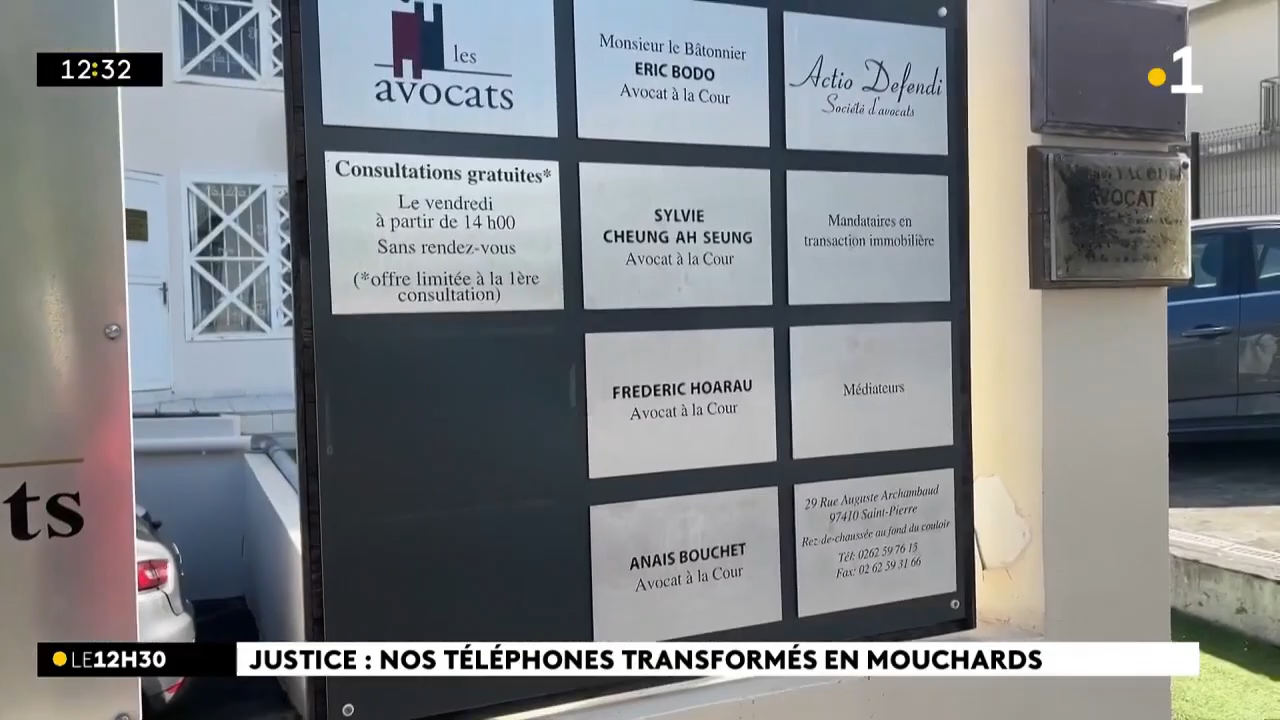 12:32
1
les
avocats
Consultations gratuites*
Le vendredi
à partir de 14 h00
Sans rendez-vous
(*offre limitée à la 1ère
consultation)
Monsieur le Bâtonnier
ERIC BODO
Avocat à la Cour
SYLVIE
CHEUNG AH SEUNG
Avocat à la Cour
FREDERIC HOARAU
Avocat à la Cour
ANAIS BOUCHET
Avocat à la Cour
Actio Defendi
Société d'avocats
Mandataires en
transaction immobilière
Médiateurs
29 Rue Auguste Archambaud
97410 Saint-Pierre
Rez-de-chaussée au fond du couloir
Tél: 0262 59 76 15
Fax: 02 62 59 31 66
AVOCAT
ts
LE12H30
JUSTICE : NOS TÉLÉPHONES TRANSFORMÉS EN MOUCHARDS